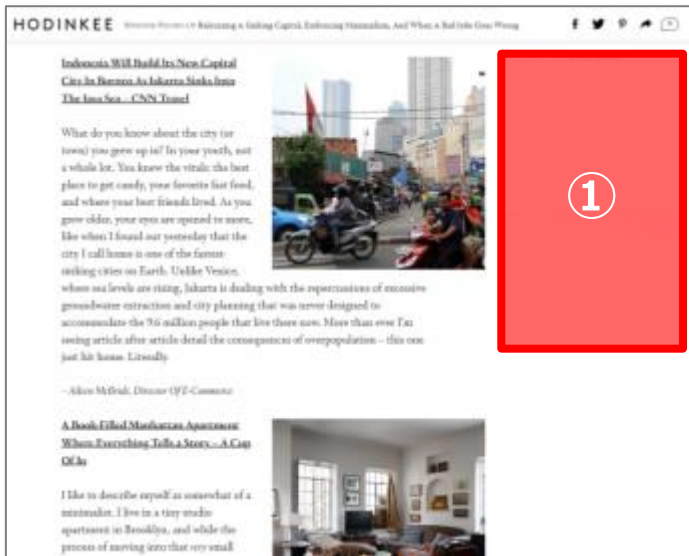 HODINKEE Relocating A Sinking Capital, Embracing Minimalism, And When A Bad Joke Goes Wrong
Indonesia Will Build Its New Capital
City In Borneo As Jakarta Sinks Into
The Java Sea – CNN Travel
What do you know about the city (or
town) you grew up in? In your youth, not
a whole lot. You knew the vitals: the best
place to get candy, your favorite fast food,
and where your best friends lived. As you
grow older, your eyes are opened to more,
like when I found out yesterday that the
city I call home is one of the fastest-
sinking cities on Earth. Unlike Venice,
where sea levels are rising, Jakarta is dealing with the repercussions of excessive
groundwater extraction and city planning that was never designed to
accommodate the 9.6 million people that live there now. More than ever I'm
seeing article after article detail the consequences of overpopulation – this one
just hit home. Literally.
– Director Of E-Commerce
A Book-Filled Manhattan Apartment
Where Everything Tells a Story – A Cup
Of Jo
I like to describe myself as somewhat of a
minimalist. I live in a tiny studio
apartment in Brooklyn, and while the
process of moving into that very small
①